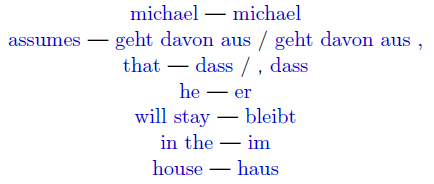 michael — michael
assumes — geht davon aus / geht davon aus ,
that — dass / , dass
he — er
will stay — bleibt
in the — im
house — haus